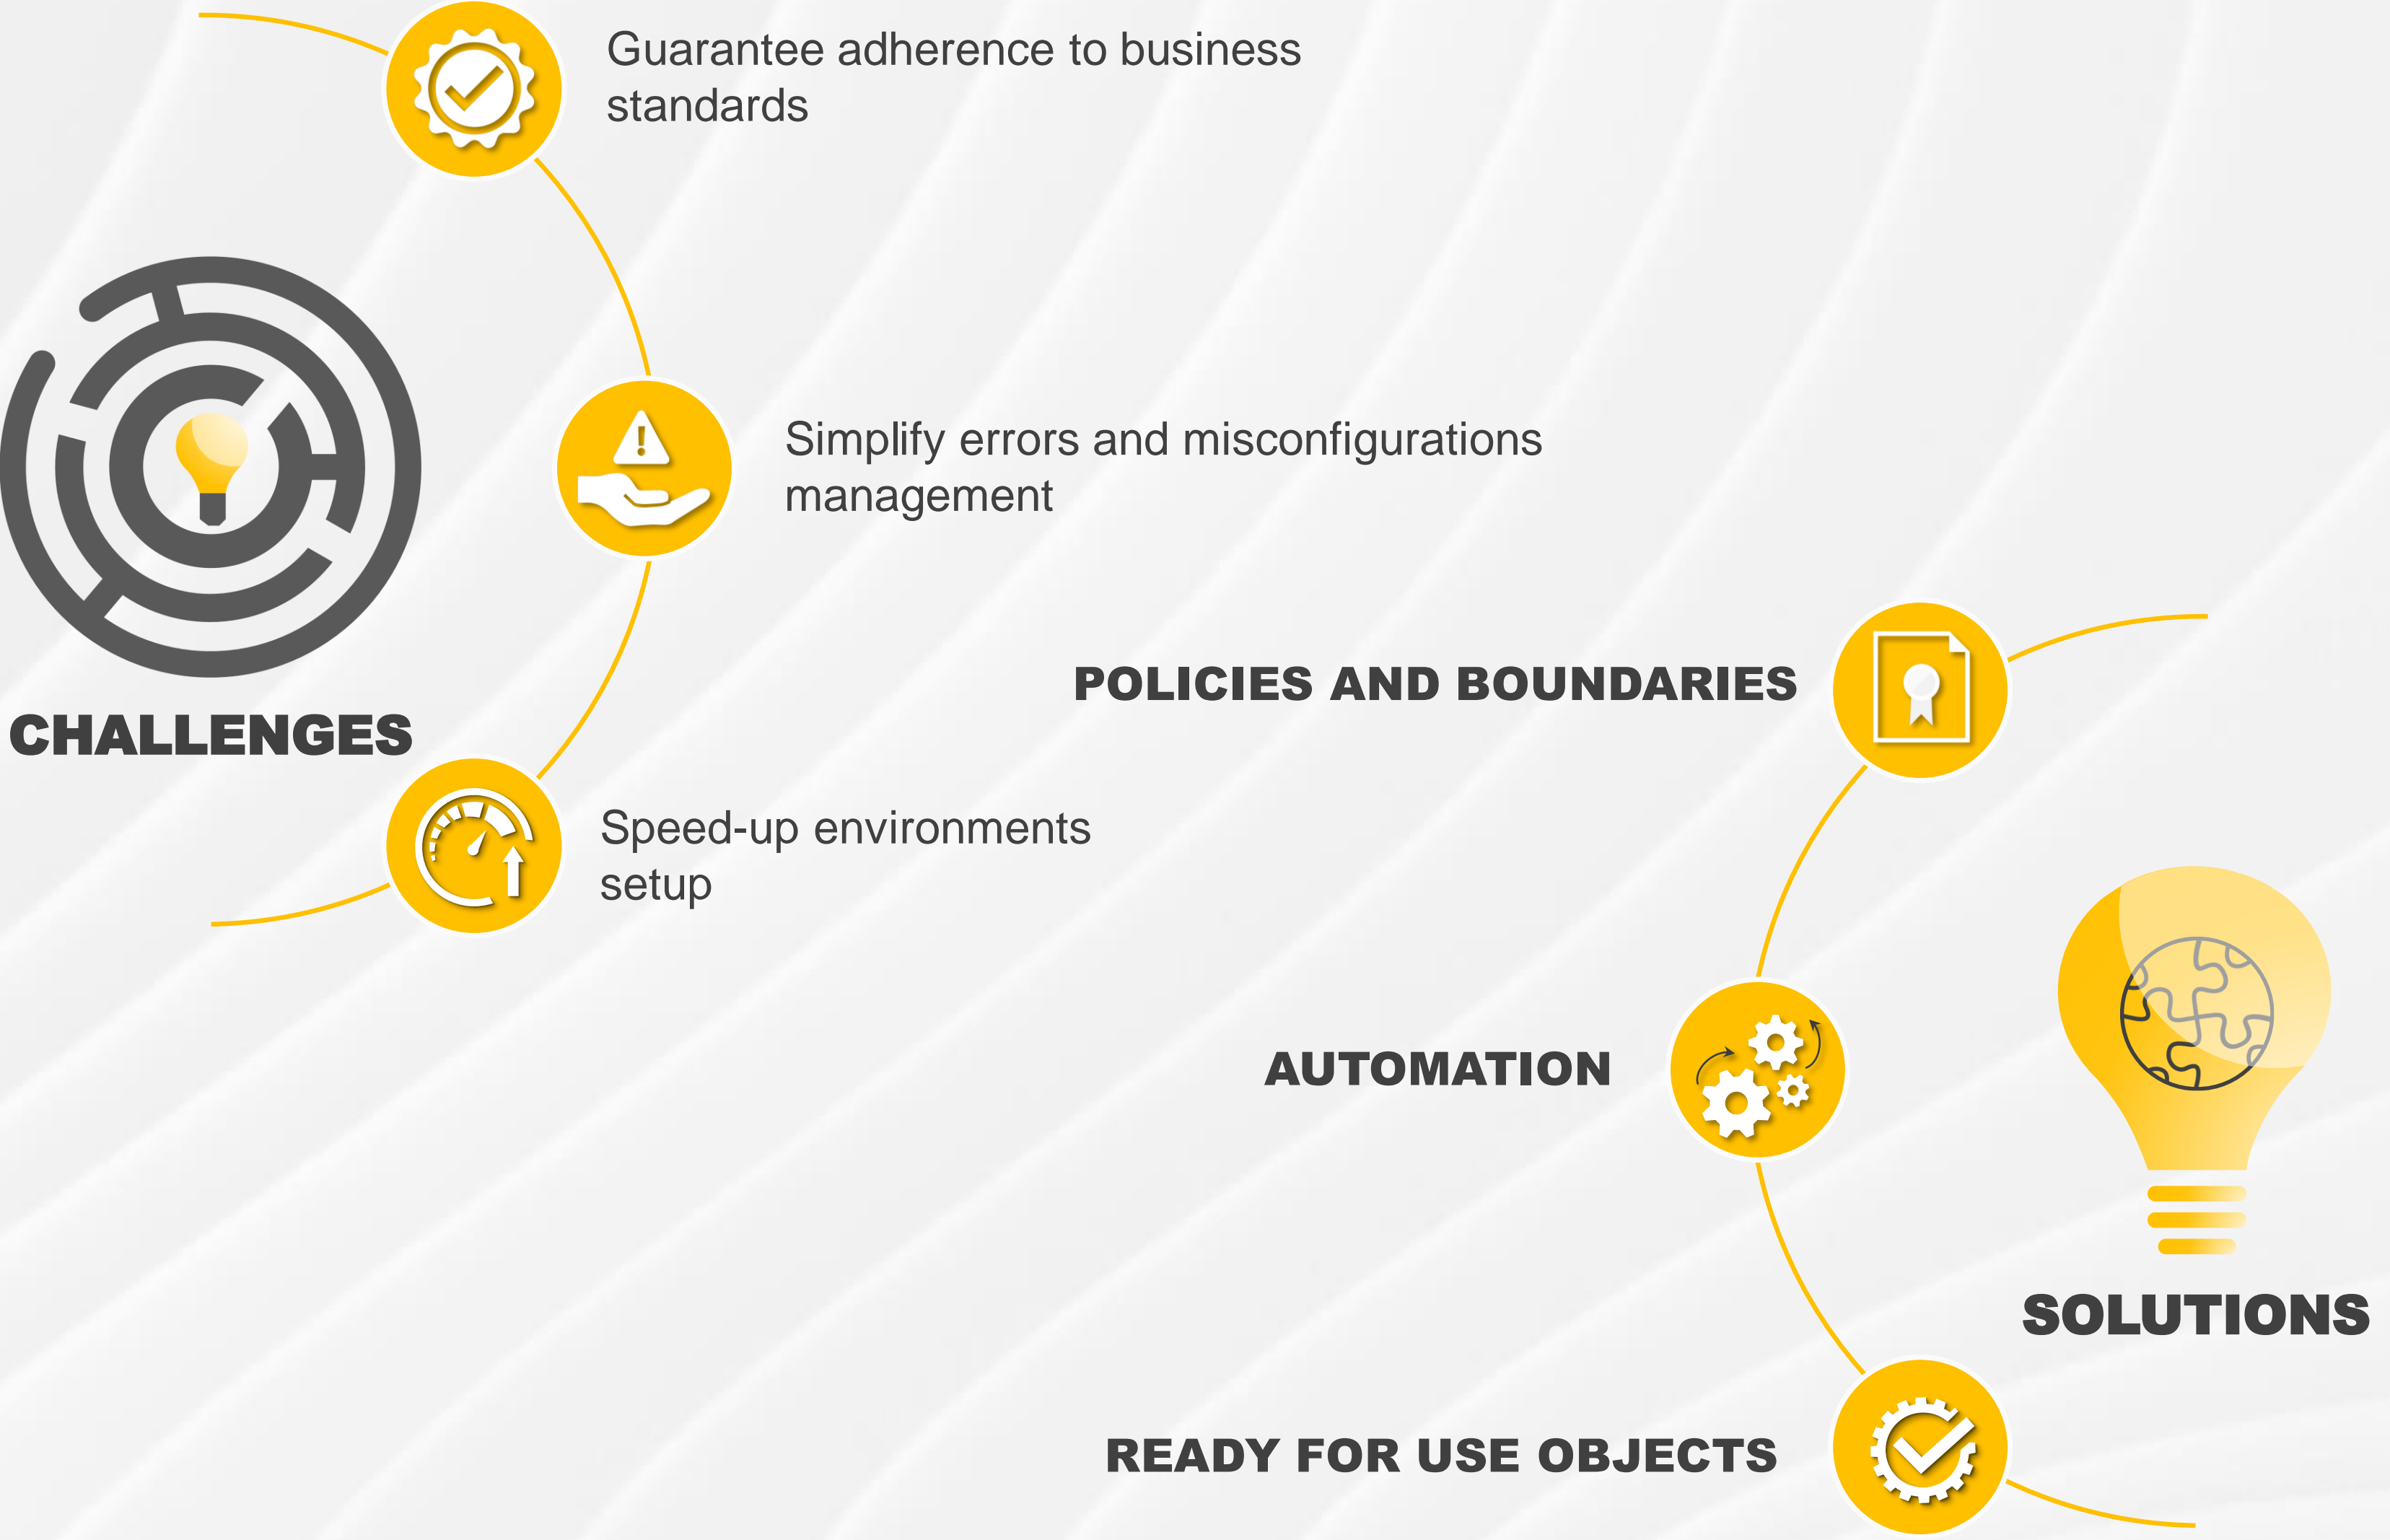 Guarantee adherence to business
standards
Simplify errors and misconfigurations
management
CHALLENGES
Speed-up environments
setup
POLICIES AND BOUNDARIES
AUTOMATION
SOLUTIONS
READY FOR USE OBJECTS